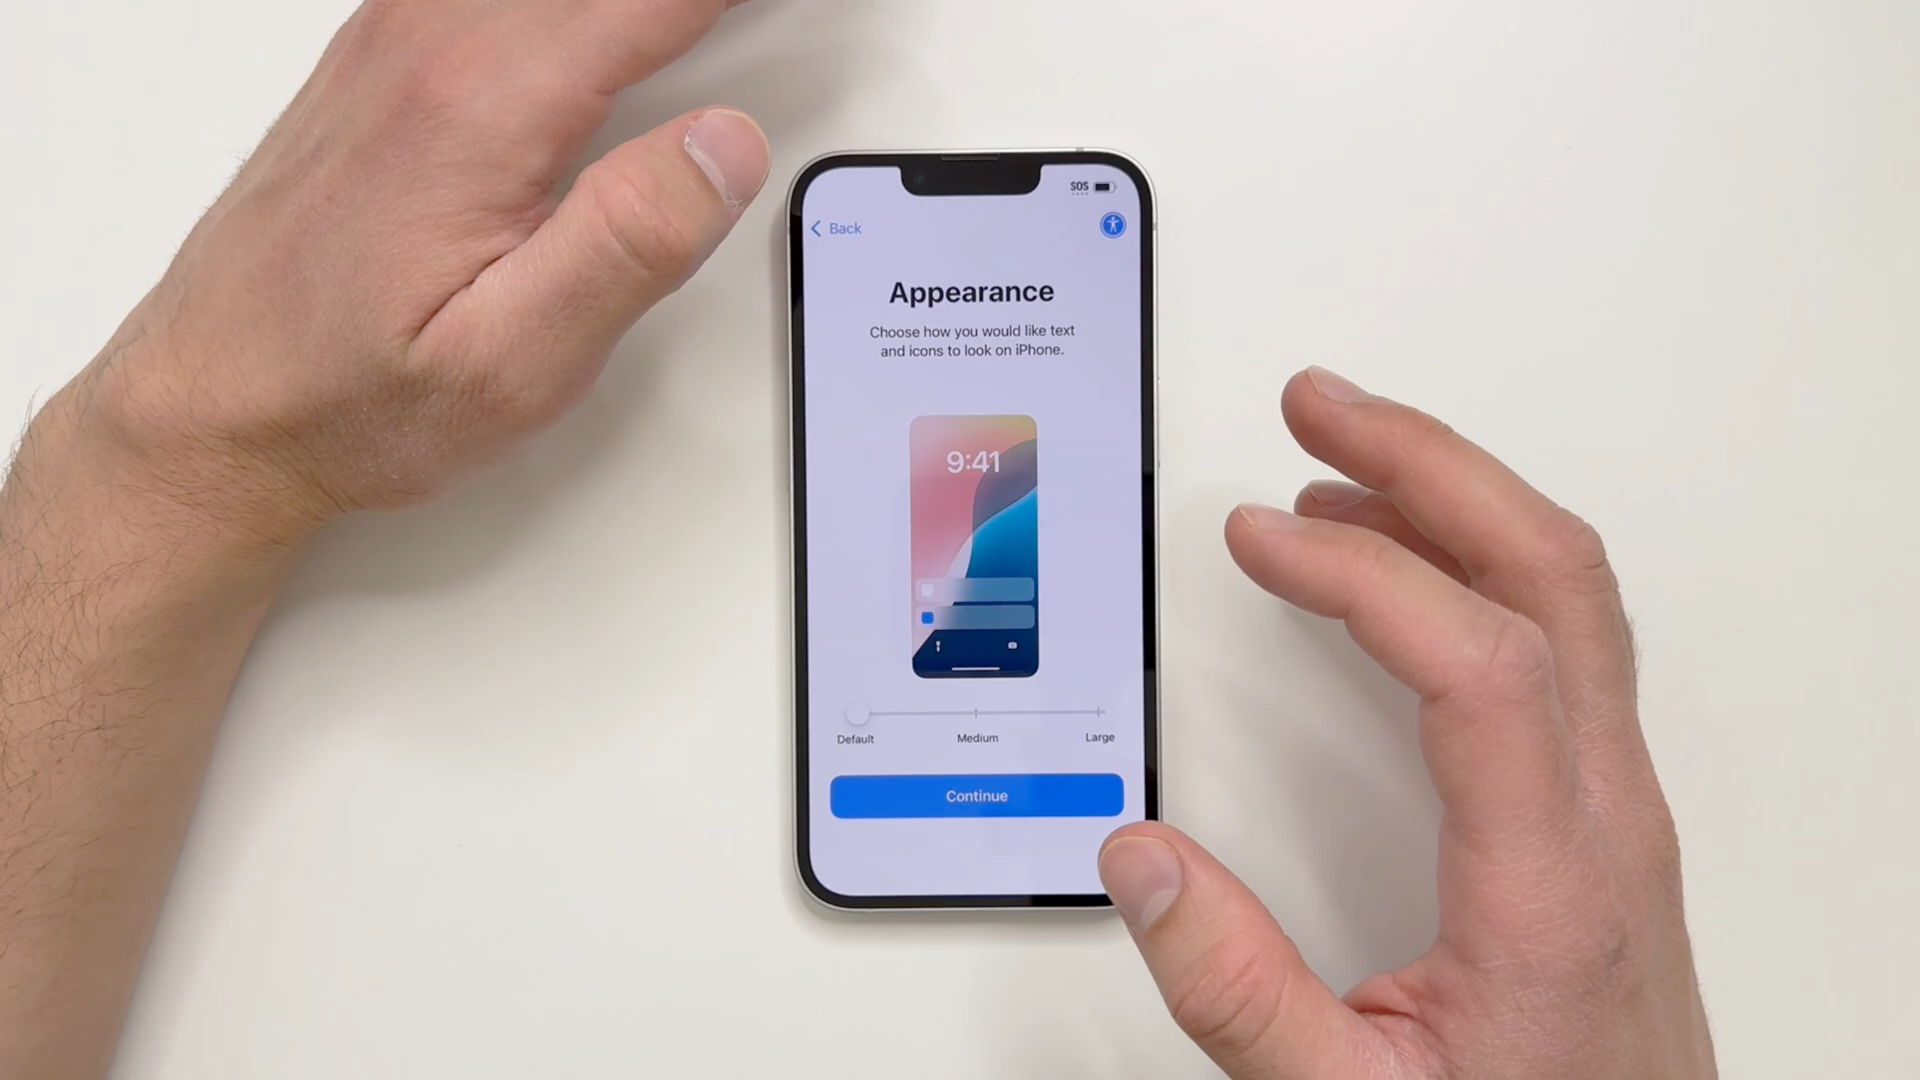 SOS
Back
Appearance
Choose how you would like text
and icons to look on iPhone.
9:41
Default Medium Large
Continue